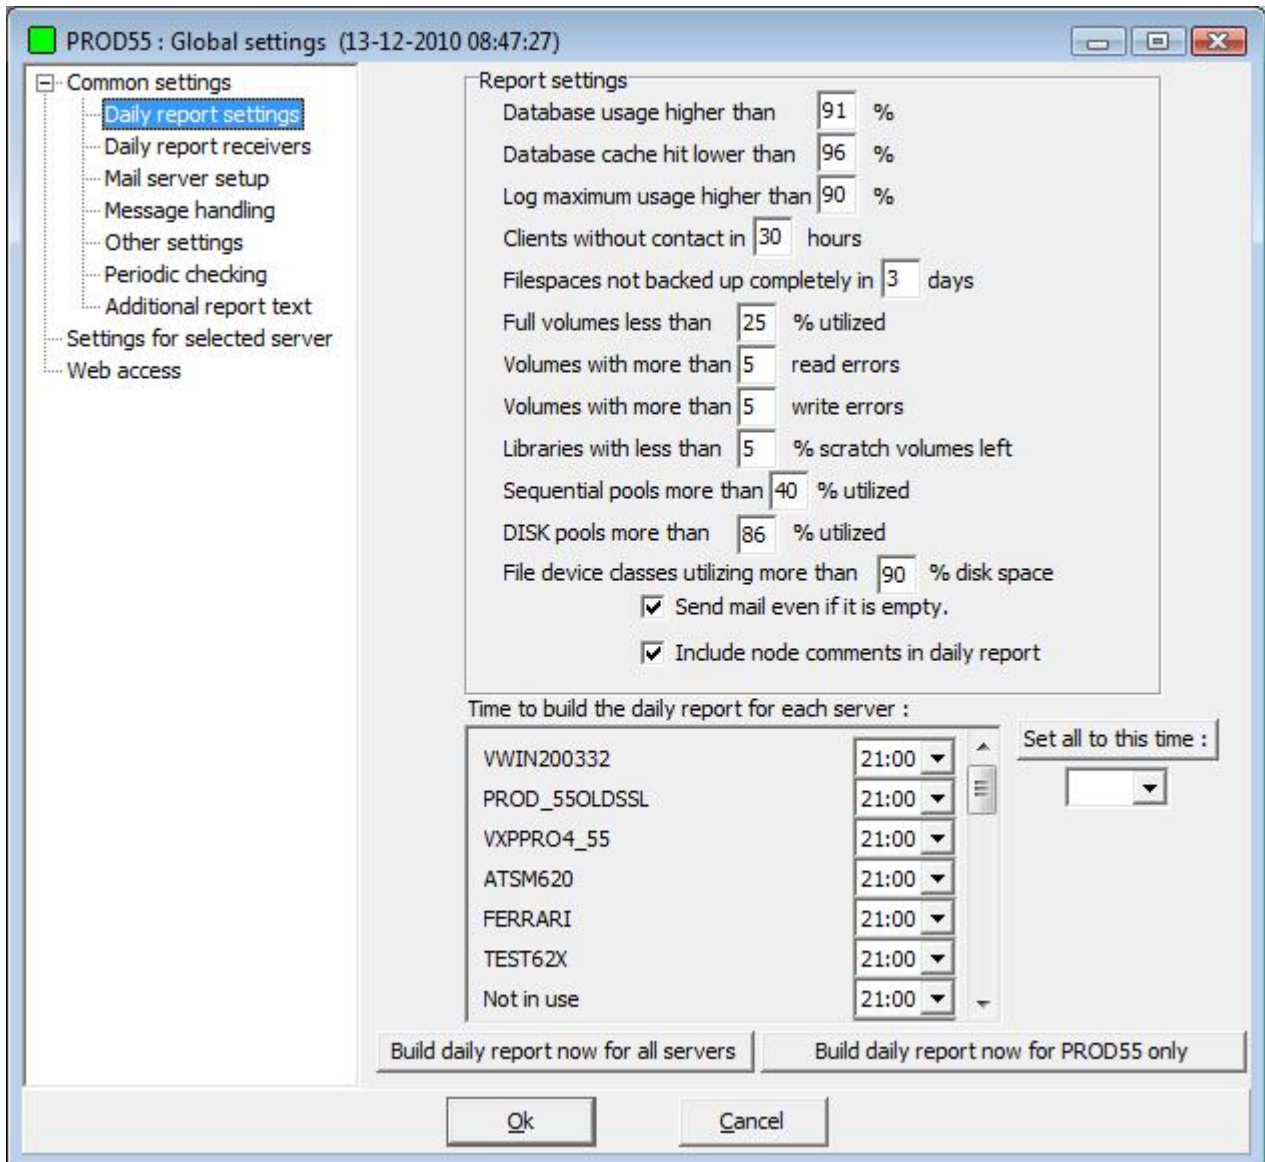 PROD55 : Global settings (13-12-2010 08:47:27)
Common settings
Daily report settings
Daily report receivers
Mail server setup
Message handling
Other settings
Periodic checking
Additional report text
Settings for selected server
Web access
Report settings
Database usage higher than 91 %
Database cache hit lower than 96 %
Log maximum usage higher than 90 %
Clients without contact in 30 hours
Filespaces not backed up completely in 3 days
Full volumes less than 25 % utilized
Volumes with more than 5 read errors
Volumes with more than 5 write errors
Libraries with less than 5 % scratch volumes left
Sequential pools more than 40 % utilized
DISK pools more than 86 % utilized
File device classes utilizing more than 90 % disk space
Send mail even if it is empty.
Include node comments in daily report
Time to build the daily report for each server :
VWIN200332 21:00
PROD_55OLDSSL 21:00
VXPPRO4_55 21:00
ATSM620 21:00
FERRARI 21:00
TEST62X 21:00
Not in use 21:00
Set all to this time :
Build daily report now for all servers
Build daily report now for PROD55 only
Ok
Cancel